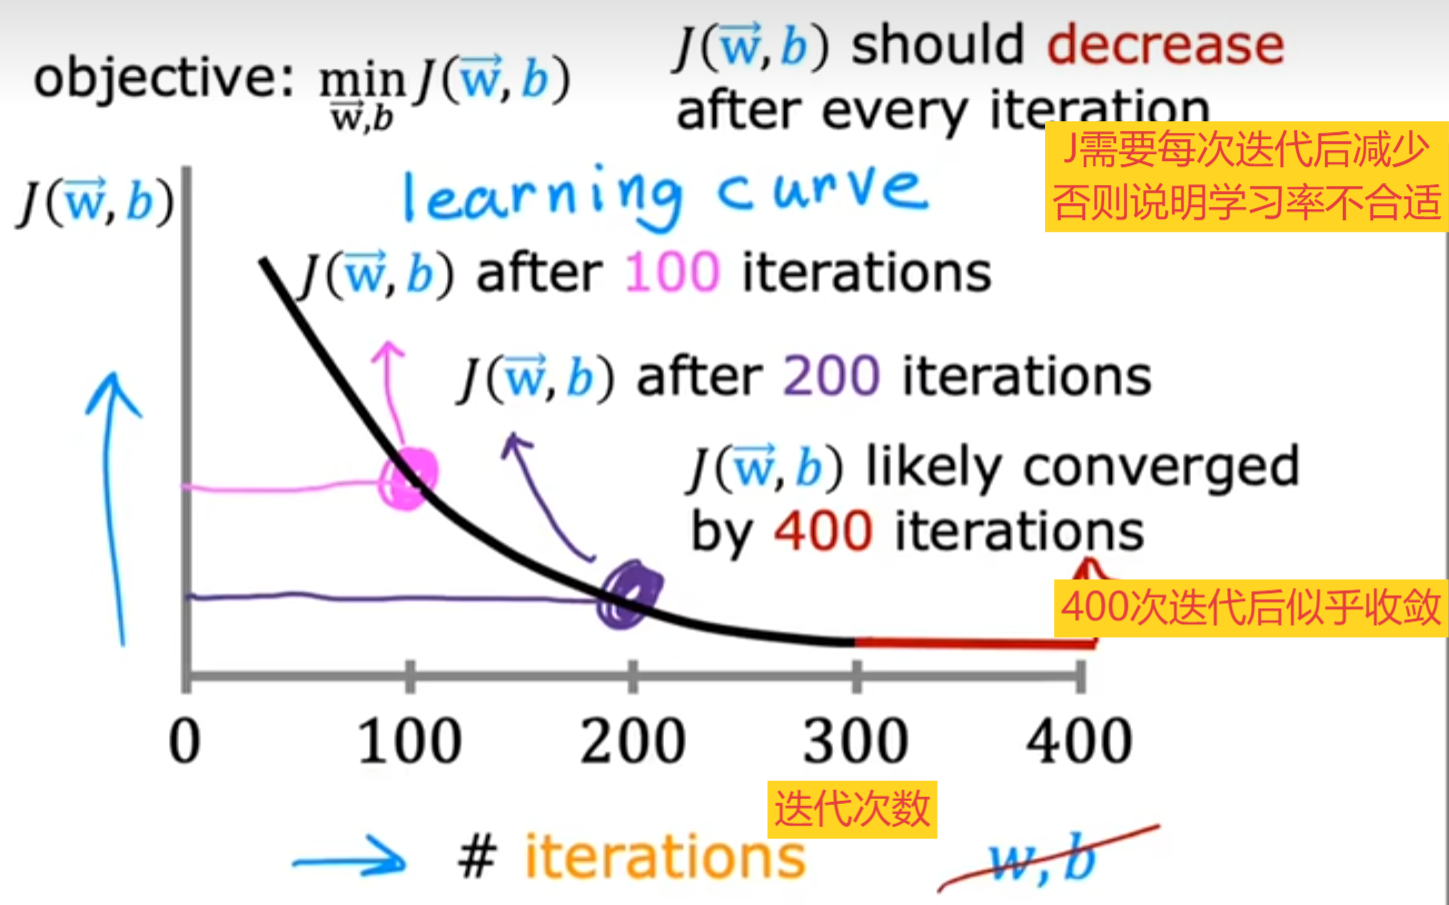 objective: min J(w⃗, b)
w⃗,b
J(w⃗, b) should decrease
after every iteration
J需要每次迭代后减少
否则说明学习率不合适
J(w⃗, b)
learning curve
J(w⃗, b) after 100 iterations
J(w⃗, b) after 200 iterations
J(w⃗, b) likely converged
by 400 iterations
400次迭代后似乎收敛
0 100 200 300 400
迭代次数
# iterations
w, b